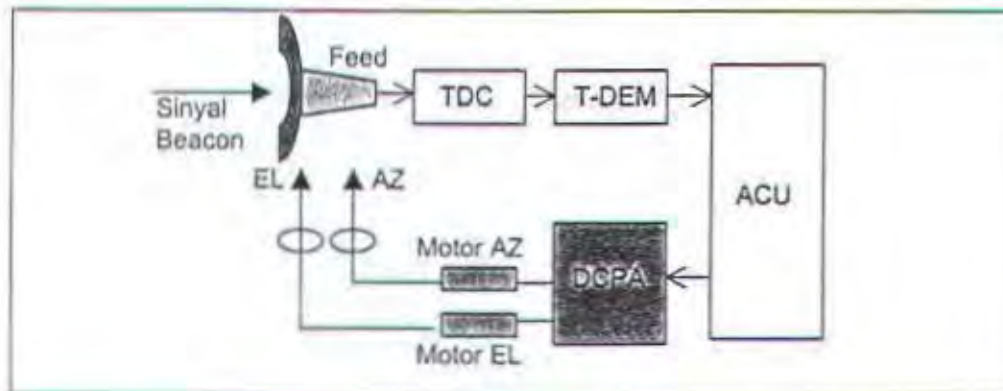 Feed
Sinyal
Beacon
TDC
T-DEM
ACU
EL
AZ
Motor AZ
DCPA
Motor EL